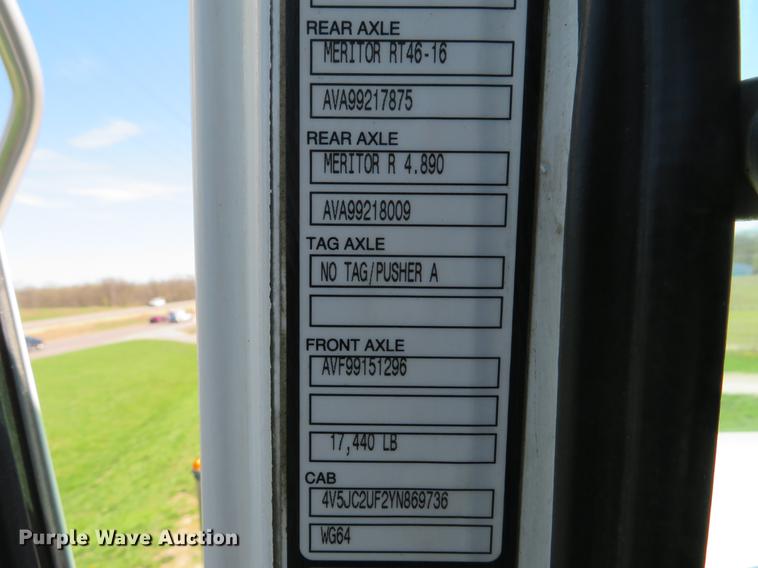 REAR AXLE
MERITOR RT46-16
AVA99217875
REAR AXLE
MERITOR R 4.890
AVA99218009
TAG AXLE
NO TAG/PUSHER A
FRONT AXLE
AVF99151296
17,440 LB
CAB
4V5JC2UF2YN869736
WG64
Purple Wave Auction®